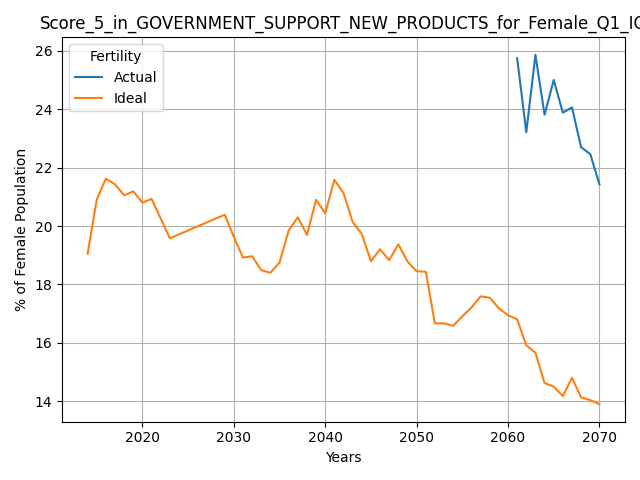 Score_5_in_GOVERNMENT_SUPPORT_NEW_PRODUCTS_for_Female_Q1_IC
Fertility
Actual
Ideal
% of Female Population
26
24
22
20
18
16
14
2020 2030 2040 2050 2060 2070
Years